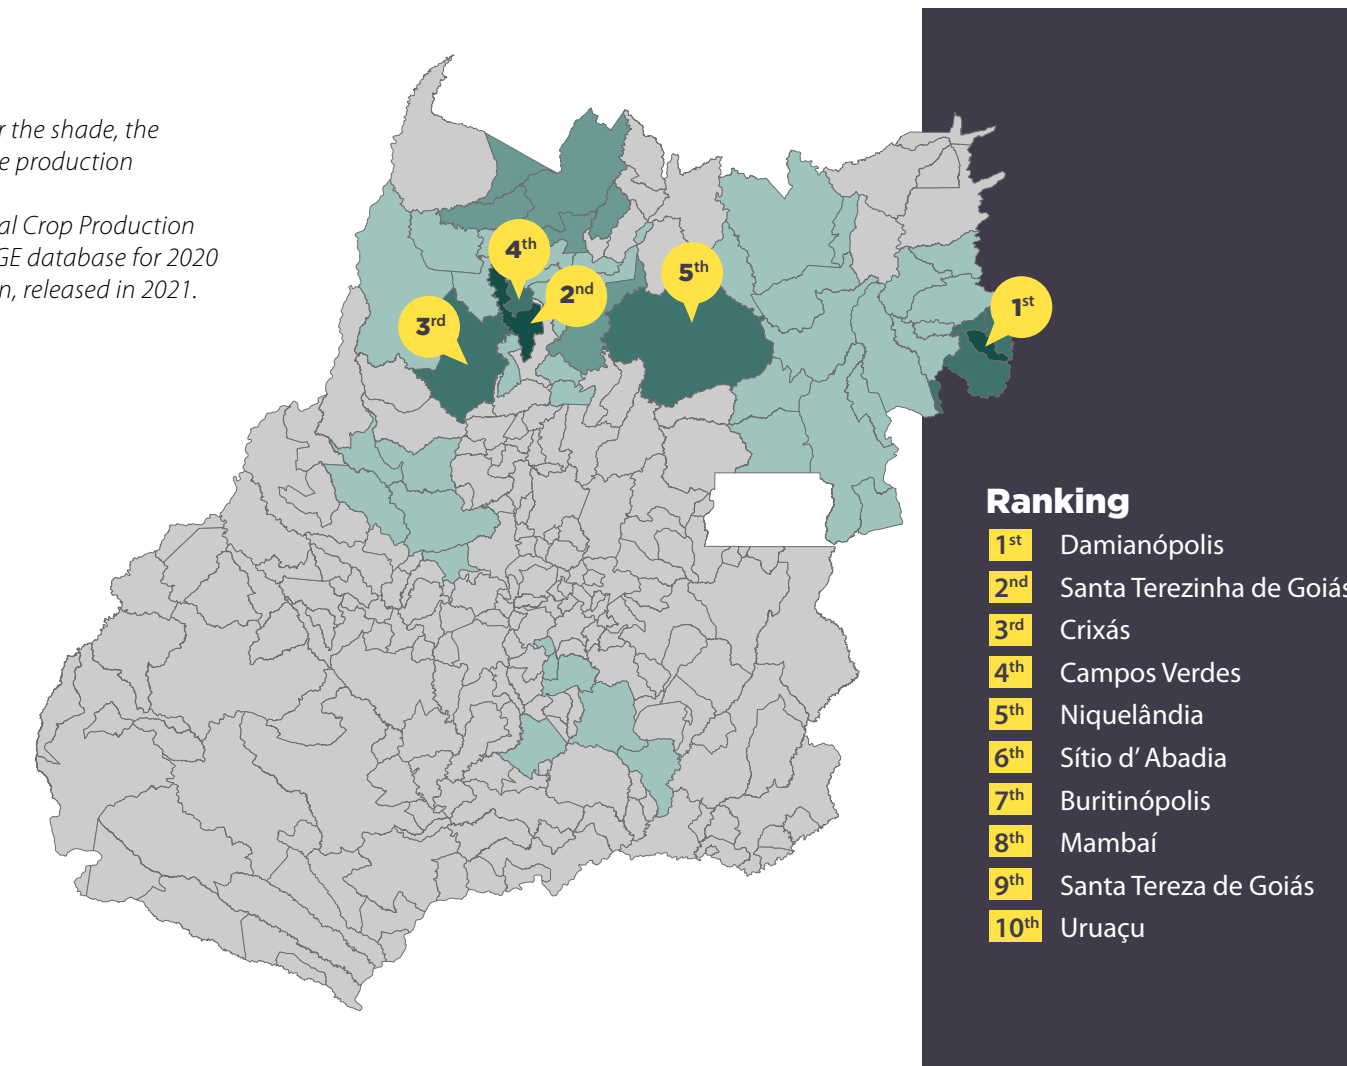 r the shade, the
e production
al Crop Production
GE database for 2020
n, released in 2021.
4th
5th
2nd
1st
3rd
Ranking
1st Damianópolis
2nd Santa Terezinha de Goiás
3rd Crixás
4th Campos Verdes
5th Niquelândia
6th Sítio d’ Abadia
7th Buritinópolis
8th Mambaí
9th Santa Tereza de Goiás
10th Uruaçu